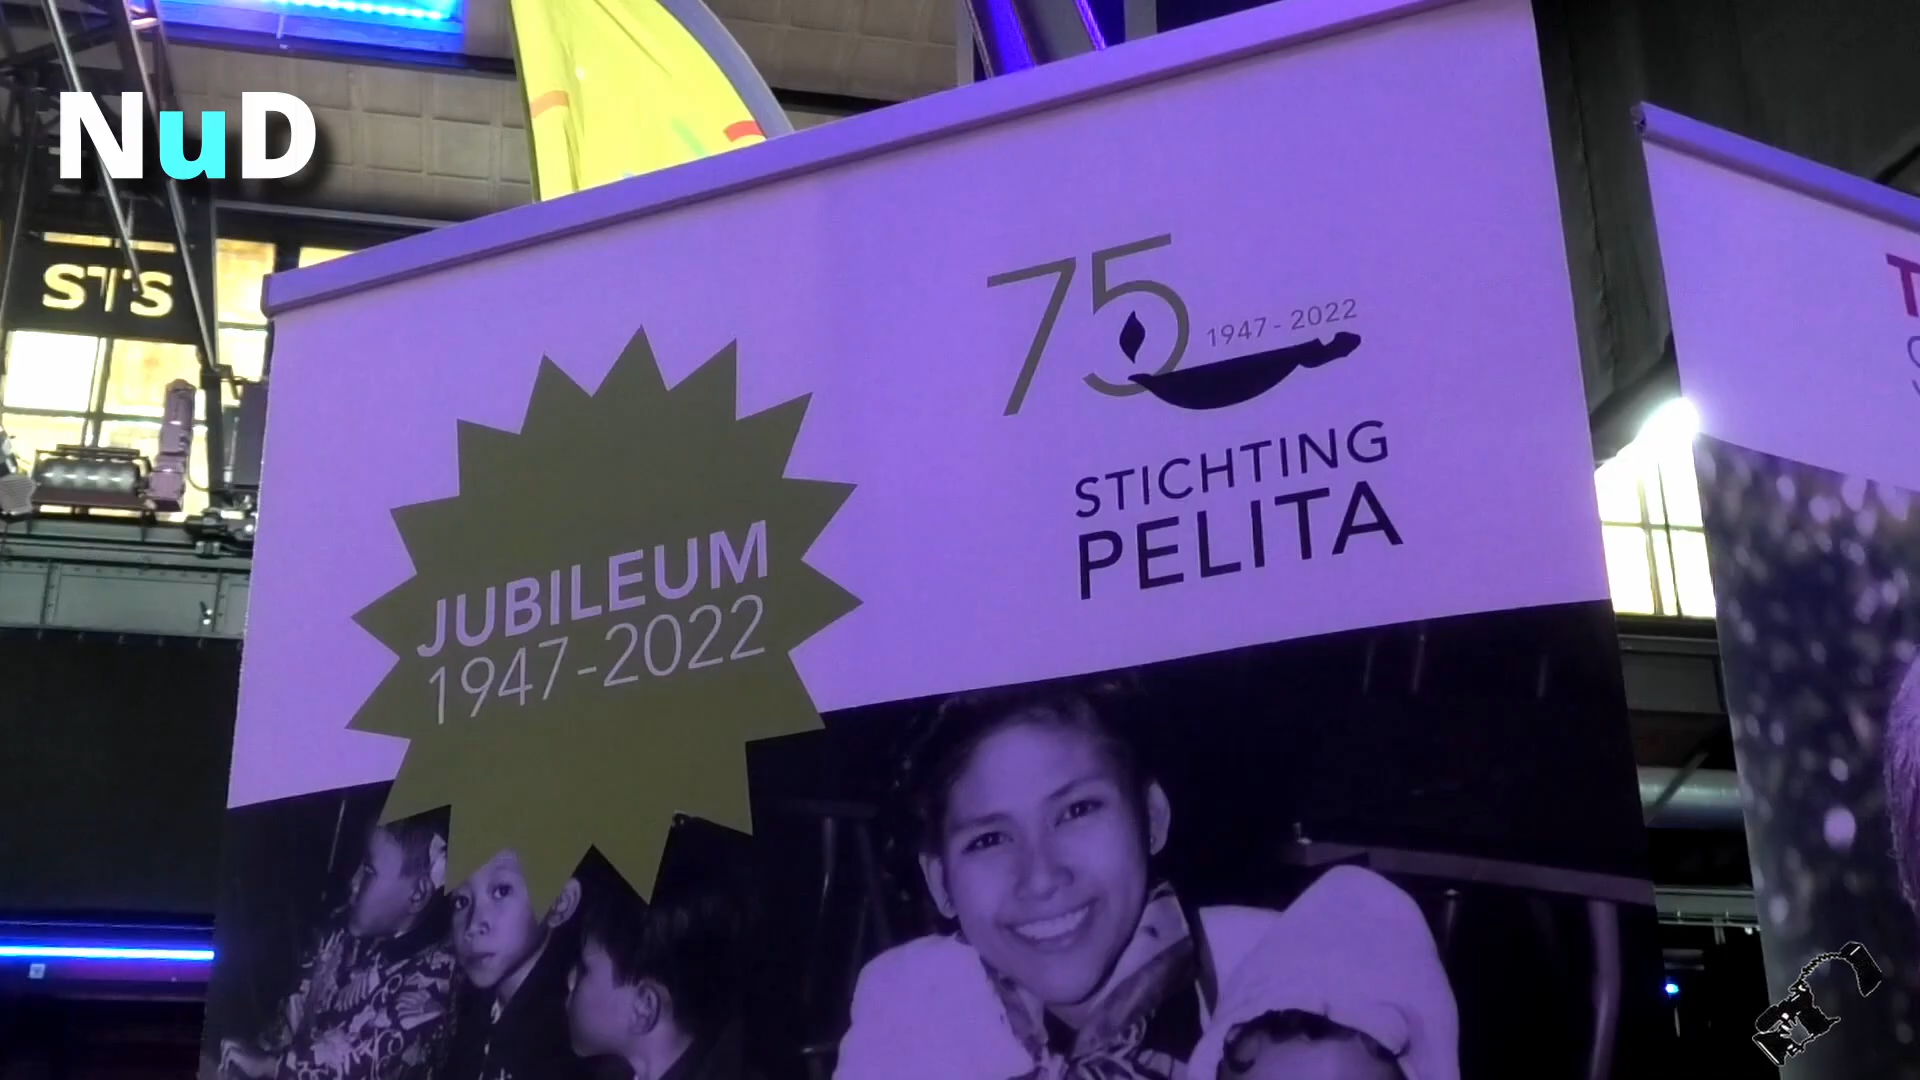 NuD
STS
JUBILEUM
1947-2022
75
1947-2022
STICHTING
PELITA